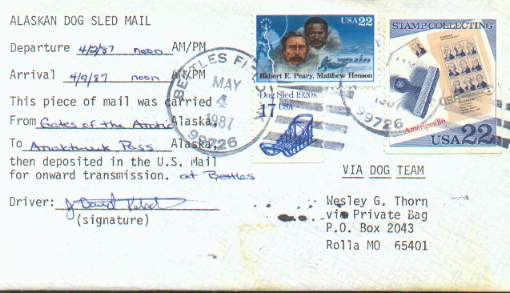 ALASKAN DOG SLED MAIL
Departure 4/2/87 noon AM/PM
Arrival 4/9/87 noon AM/PM
This piece of mail was carried
From Gates of the Arctic Alaska,
To Anaktuvuk Pass Alaska,
then deposited in the U.S. Mail
for onward transmission. at Bettles
Driver:
(signature)
BETTLES FI
MAY
4
1987
99726
USA 22
Robert E. Peary, Matthew Henson
Dog Sled 1920s
17 USA
STAMP COLLECTING
Ameripedia
USA 22
1987
99726
VIA DOG TEAM
Wesley G. Thorn
via Private Bag
P.O. Box 2043
Rolla MO 65401